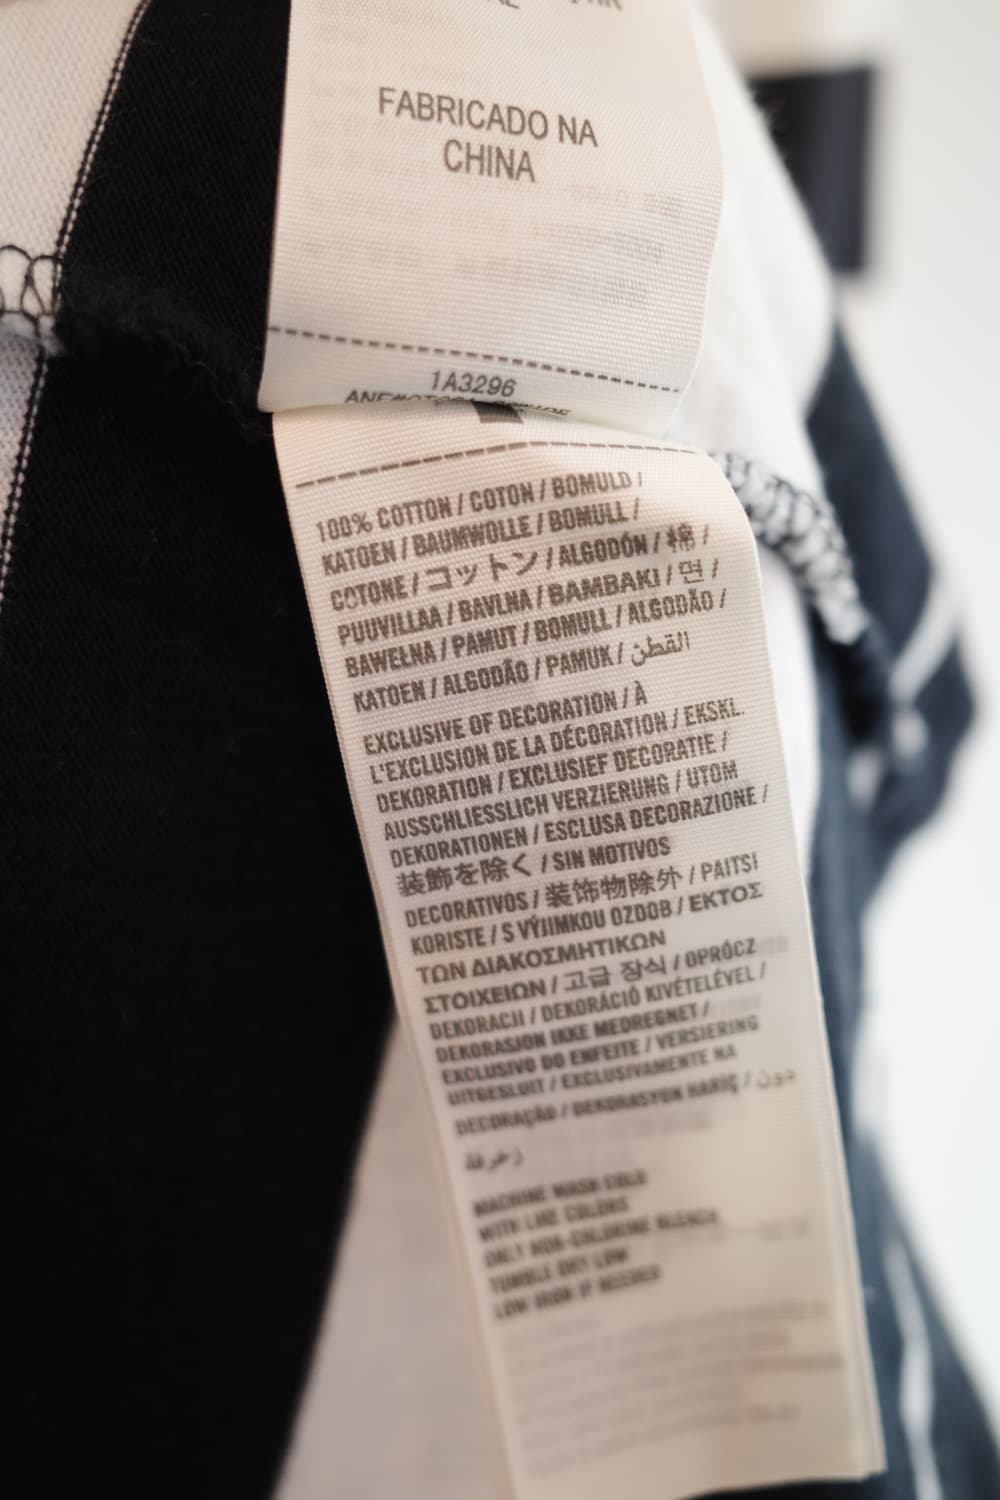 FABRICADO NA
CHINA
1A3296
100% COTTON / COTON / BOMULD /
KATOEN / BAUMWOLLE / BOMULL /
COTONE / コットン / ALGODÓN / 棉 /
PUUVILLAA / BAVLNA / BAMBAKI / 면 /
BAWEŁNA / PAMUT / BOMULL / ALGODÃO /
KATOEN / ALGODÃO / PAMUK / القطن
EXCLUSIVE OF DECORATION / À
L'EXCLUSION DE LA DÉCORATION / EKSKL.
DEKORATION / EXCLUSIEF DECORATIE /
AUSSCHLIESSLICH VERZIERUNG / UTOM
DEKORATIONEN / ESCLUSA DECORAZIONE /
装飾を除く / SIN MOTIVOS
DECORATIVOS / 装饰物除外 / PAITSI
KORISTE / S VÝJIMKOU OZDOB / ΕΚΤΟΣ
ΤΩΝ ΔΙΑΚΟΣΜΗΤΙΚΩΝ
ΣΤΟΙΧΕΙΩΝ / 고급 장식 / OPRÓCZ
DEKORACJI / DEKORÁCIÓ KIVÉTELÉVEL /
DEKORASJON IKKE MEDREGNET /
EXCLUSIVO DO ENFEITE / VERSIERING
UITGESLUIT / EXCLUSIVAMENTE NA
DECORAÇÃO / DEKORASYON HARİÇ / دون
زخرفة
MACHINE WASH COLD
WITH LIKE COLORS
ONLY NON-CHLORINE BLEACH
TUMBLE DRY LOW
LOW IRON IF NEEDED